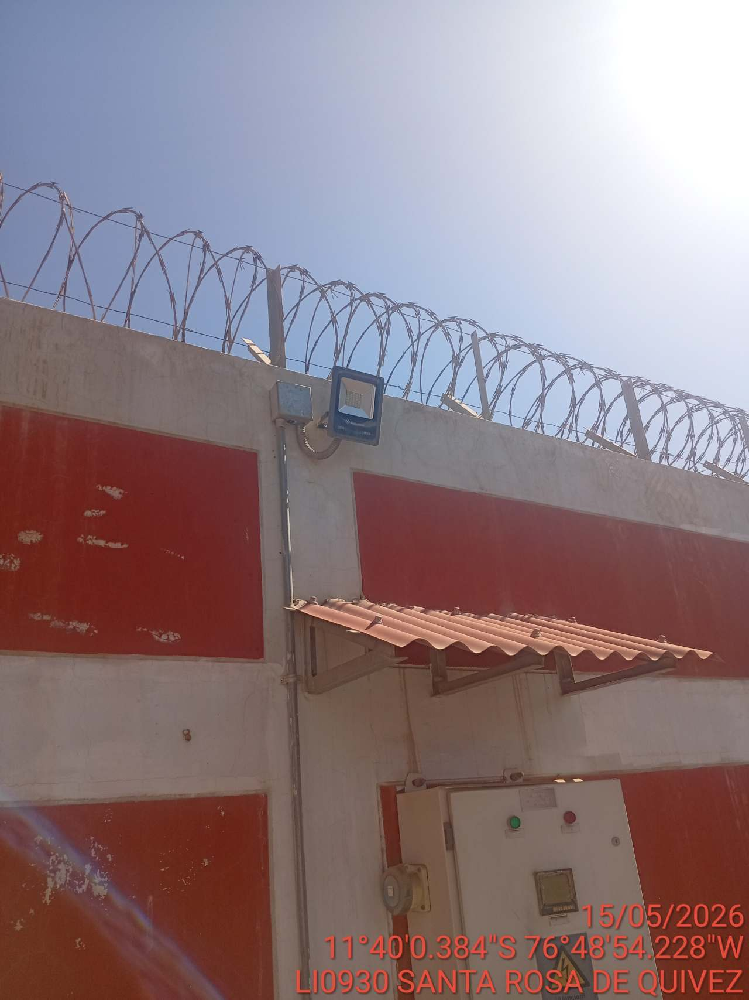 15/05/2026
11°40'0.384"S 76°48'54.228"W
LI0930 SANTA ROSA DE QUIVEZ